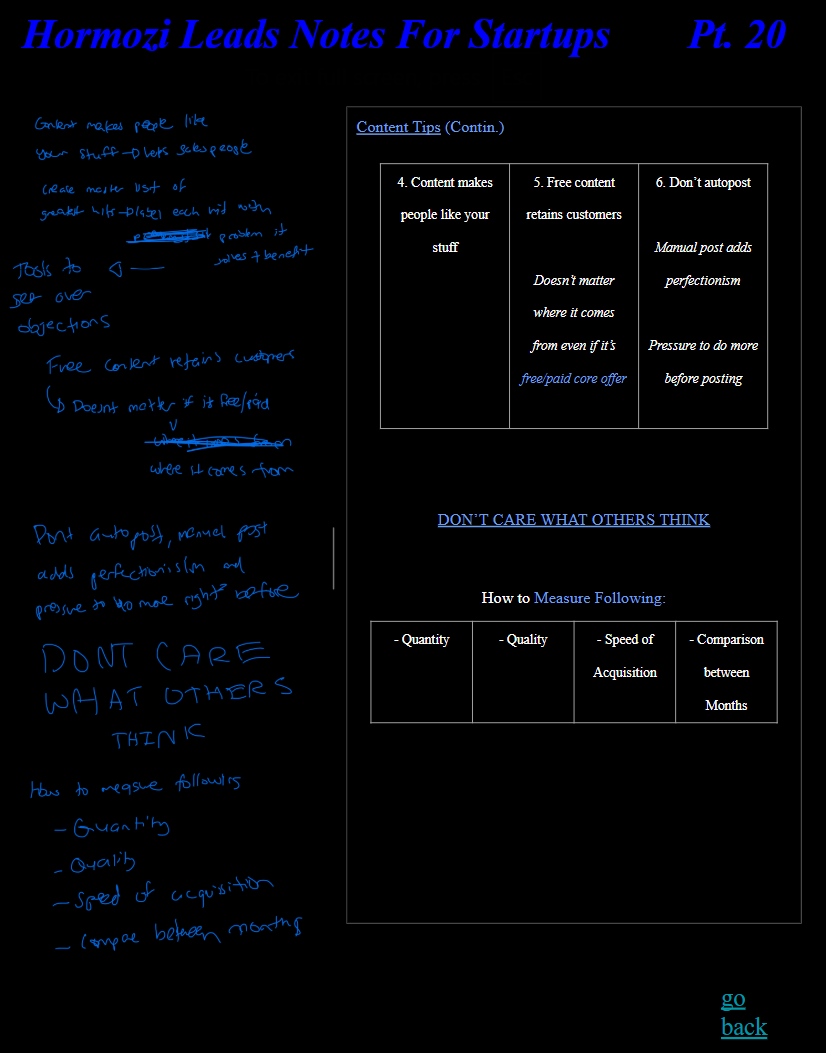 Hormozi Leads Notes For Startups Pt. 20
Content makes people like
your stuff → lets sales people
create master list of
greatest hits → label each hit with
problem it
solves + benefit
Tools to
get over
objections
Free content retains customers
Doesnt matter if it free/paid
where it comes from
Dont autopost, manual post
adds perfectionism and
pressure to do more right before
DONT CARE
WHAT OTHERS
THINK
How to measure following
- Quantity
- Quality
- Speed of acquisition
- Compare between months
Content Tips (Contin.)
4. Content makes
people like your
stuff
5. Free content
retains customers
Doesn't matter
where it comes
from even if it's
free/paid core offer
6. Don't autopost
Manual post adds
perfectionism
Pressure to do more
before posting
DON'T CARE WHAT OTHERS THINK
How to Measure Following:
- Quantity
- Quality
- Speed of
Acquisition
- Comparison
between
Months
go
back